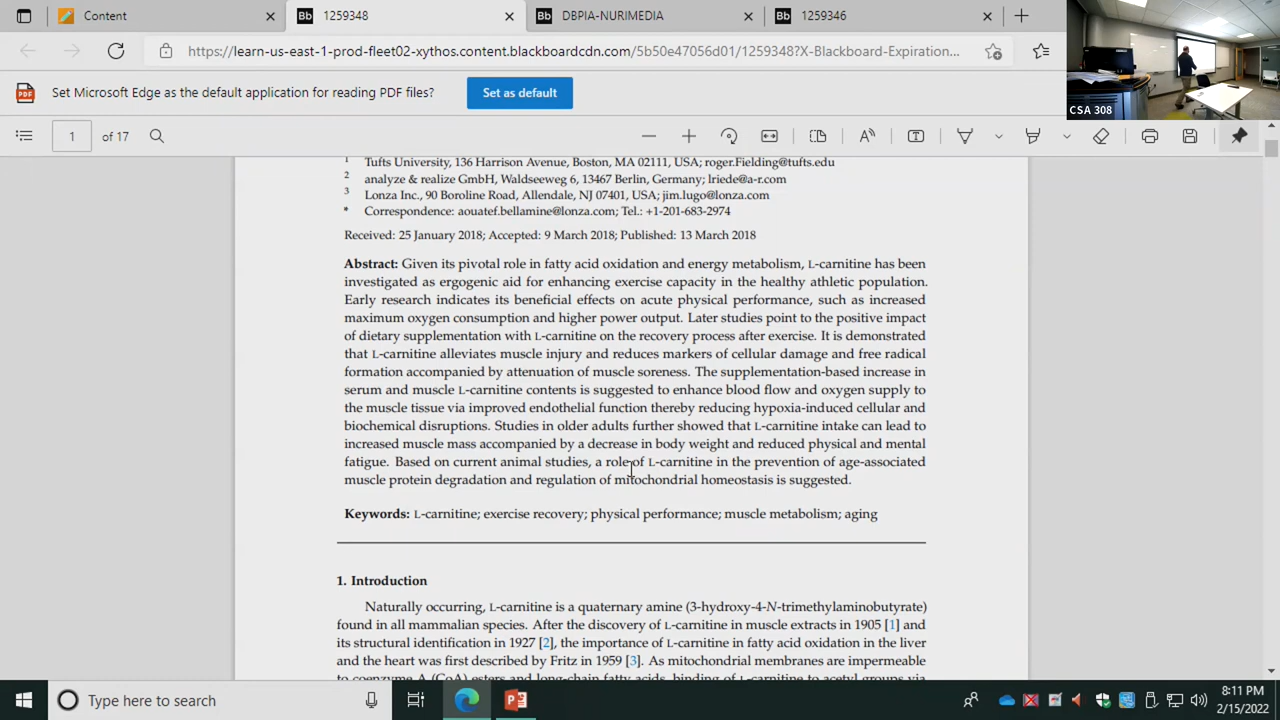 Content
1259348
DBPIA-NURIMEDIA
1259346
https://learn-us-east-1-prod-fleet02-xythos.content.blackboardcdn.com/5b50e47056d01/1259348?X-Blackboard-Expiration...
CSA 308
Set Microsoft Edge as the default application for reading PDF files?
Set as default
1 of 17
1 Tufts University, 136 Harrison Avenue, Boston, MA 02111, USA; roger.Fielding@tufts.edu
2 analyze & realize GmbH, Waldseeweg 6, 13467 Berlin, Germany; lriede@a-r.com
3 Lonza Inc., 90 Boroline Road, Allendale, NJ 07401, USA; jim.lugo@lonza.com
* Correspondence: aouatef.bellamine@lonza.com; Tel.: +1-201-683-2974
Received: 25 January 2018; Accepted: 9 March 2018; Published: 13 March 2018
Abstract: Given its pivotal role in fatty acid oxidation and energy metabolism, L-carnitine has been
investigated as ergogenic aid for enhancing exercise capacity in the healthy athletic population.
Early research indicates its beneficial effects on acute physical performance, such as increased
maximum oxygen consumption and higher power output. Later studies point to the positive impact
of dietary supplementation with L-carnitine on the recovery process after exercise. It is demonstrated
that L-carnitine alleviates muscle injury and reduces markers of cellular damage and free radical
formation accompanied by attenuation of muscle soreness. The supplementation-based increase in
serum and muscle L-carnitine contents is suggested to enhance blood flow and oxygen supply to
the muscle tissue via improved endothelial function thereby reducing hypoxia-induced cellular and
biochemical disruptions. Studies in older adults further showed that L-carnitine intake can lead to
increased muscle mass accompanied by a decrease in body weight and reduced physical and mental
fatigue. Based on current animal studies, a role of L-carnitine in the prevention of age-associated
muscle protein degradation and regulation of mitochondrial homeostasis is suggested.
Keywords: L-carnitine; exercise recovery; physical performance; muscle metabolism; aging
1. Introduction
Naturally occurring, L-carnitine is a quaternary amine (3-hydroxy-4-N-trimethylaminobutyrate)
found in all mammalian species. After the discovery of L-carnitine in muscle extracts in 1905 [1] and
its structural identification in 1927 [2], the importance of L-carnitine in fatty acid oxidation in the liver
and the heart was first described by Fritz in 1959 [3]. As mitochondrial membranes are impermeable
to coenzyme A (CoA) esters and long-chain fatty acids, binding of L-carnitine to acetyl groups via
Type here to search
8:11 PM
2/15/2022